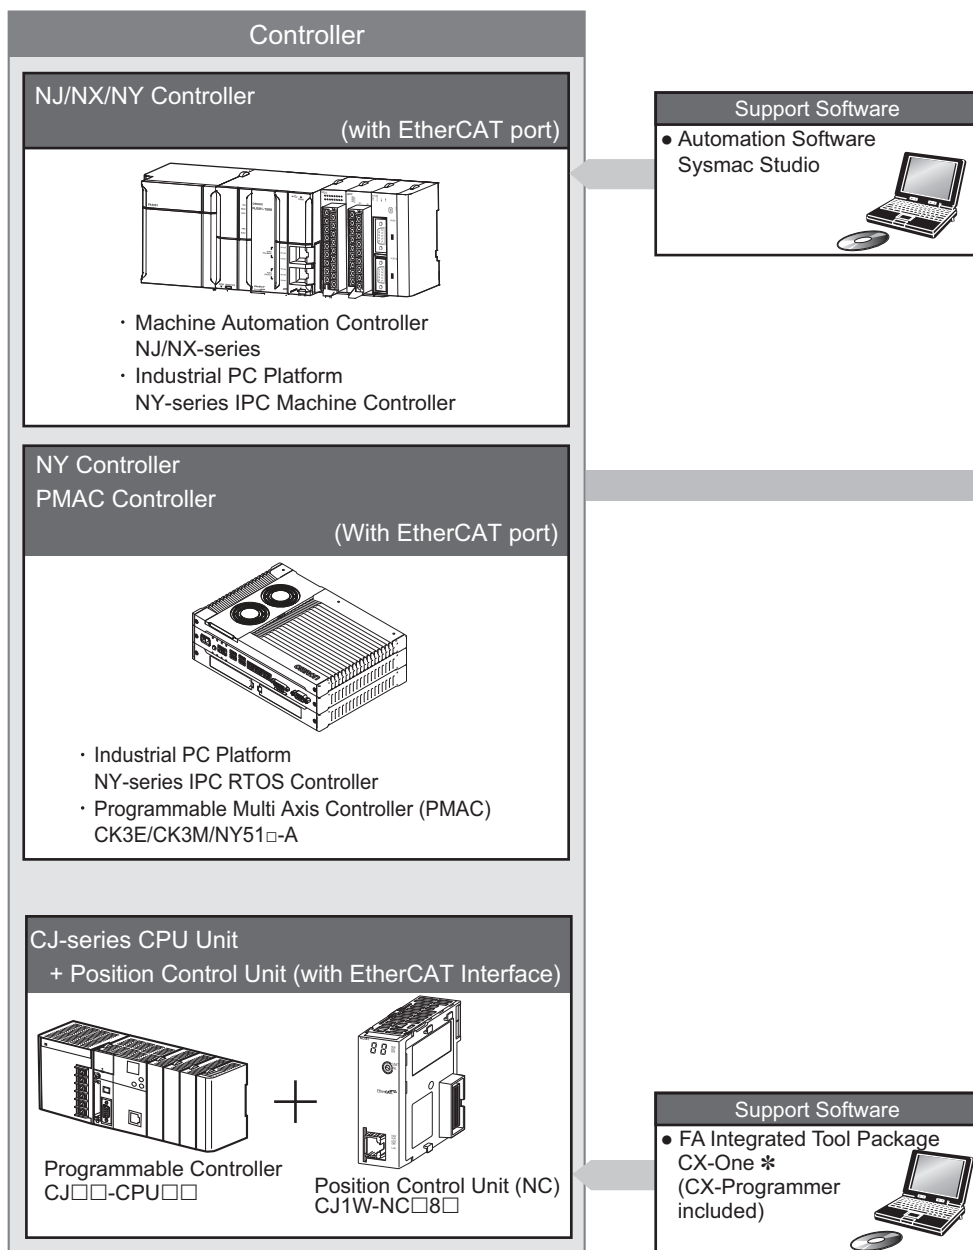 Controller
NJ/NX/NY Controller
(with EtherCAT port)
・ Machine Automation Controller
NJ/NX-series
・ Industrial PC Platform
NY-series IPC Machine Controller
Support Software
● Automation Software
Sysmac Studio
NY Controller
PMAC Controller
(With EtherCAT port)
・ Industrial PC Platform
NY-series IPC RTOS Controller
・ Programmable Multi Axis Controller (PMAC)
CK3E/CK3M/NY51□-A
CJ-series CPU Unit
+ Position Control Unit (with EtherCAT Interface)
Programmable Controller
CJ□□-CPU□□
Position Control Unit (NC)
CJ1W-NC□8□
Support Software
● FA Integrated Tool Package
CX-One ✽
(CX-Programmer
included)